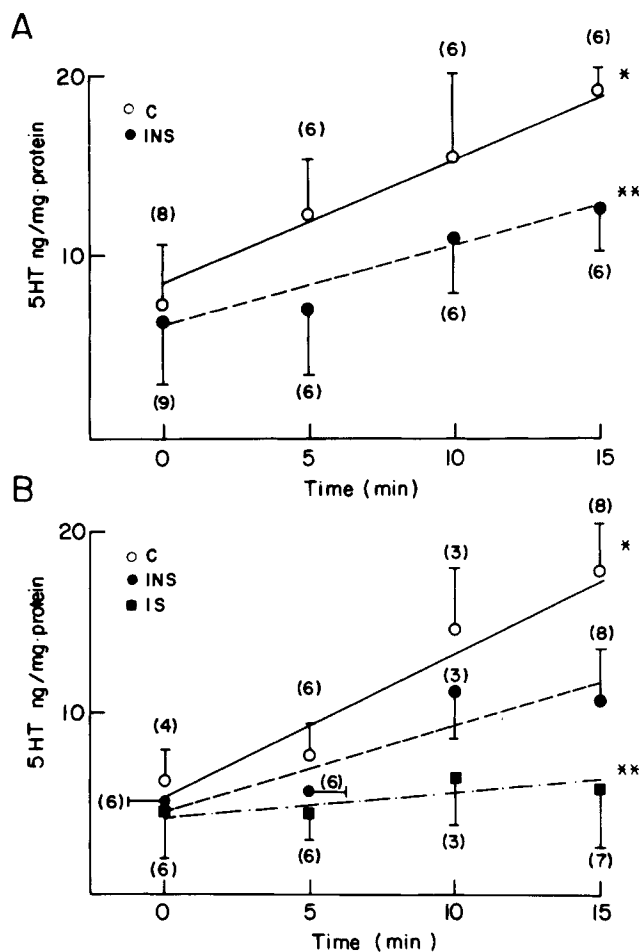 A
(6)
(6)
*
20
○ C
● INS
(6)
(8)
**
5HT ng/mg·protein
10
(6)
(6)
(6)
(9)
0 5 10 15
Time (min)
B
(8)
20
(3)
*
○ C
● INS
■ IS
(6)
(3)
(8)
5HT ng/mg·protein
10
(4)
(6)
(6)
**
(6)
(6)
(3)
(7)
0 5 10 15
Time (min)